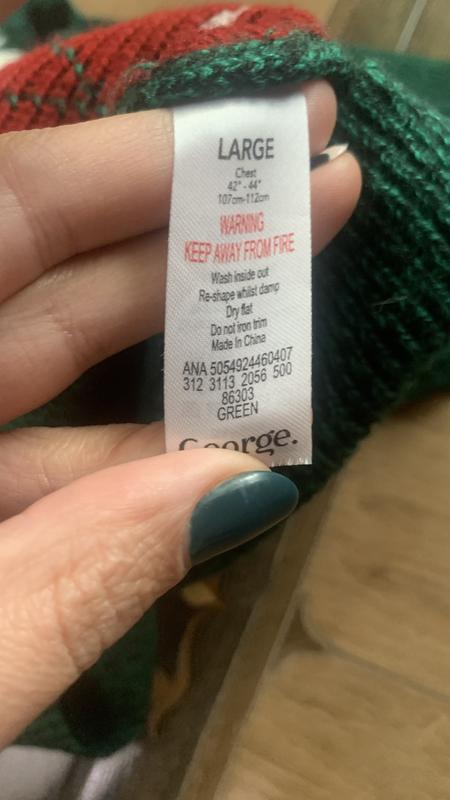 LARGE
Chest
42" - 44"
107cm-112cm
WARNING
KEEP AWAY FROM FIRE
Wash inside out
Re-shape whilst damp
Dry flat
Do not iron trim
Made In China
ANA 5054924460407
312 3113 2056 500
86303
GREEN
George.